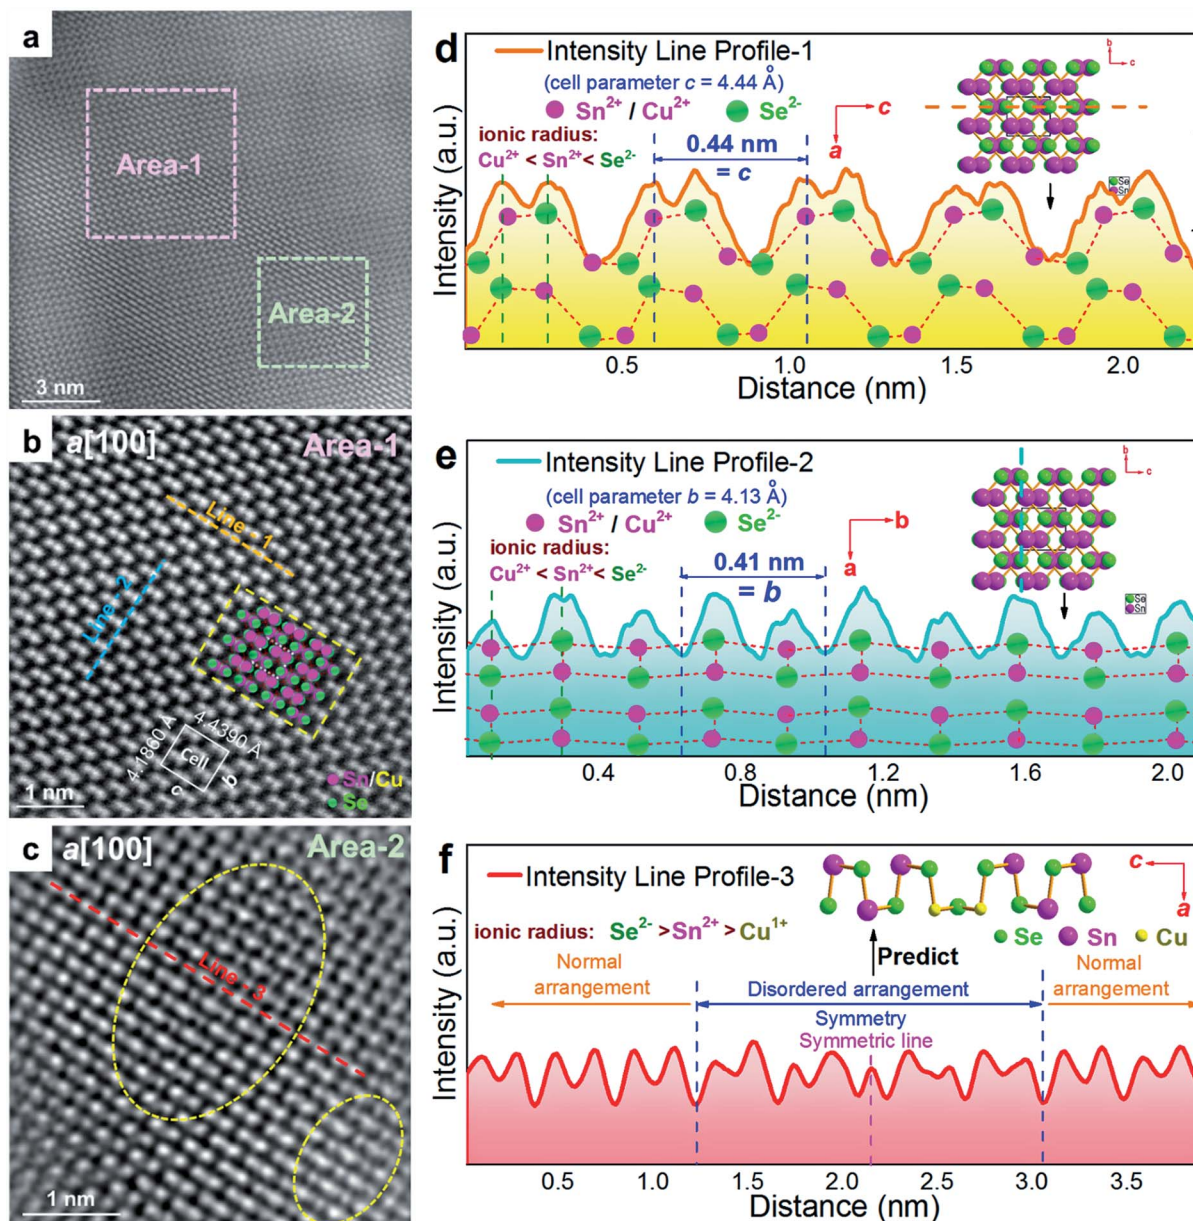 a
Area-1
Area-2
3 nm
b
a[100]
Area-1
Line - 1
Line - 2
4.4390 Å
4.1860 Å
Cell
b
c
Sn/Cu
Se
1 nm
c
a[100]
Area-2
Line - 3
1 nm
d
Intensity Line Profile-1
(cell parameter c = 4.44 Å)
Sn2+ / Cu2+ Se2-
ionic radius:
Cu2+ < Sn2+ < Se2-
0.44 nm
= c
c
a
b
c
Se
Sn
Intensity (a.u.)
0.5 1.0 1.5 2.0
Distance (nm)
e
Intensity Line Profile-2
(cell parameter b = 4.13 Å)
Sn2+ / Cu2+ Se2-
ionic radius:
Cu2+ < Sn2+ < Se2-
0.41 nm
= b
b
a
b
c
Se
Sn
Intensity (a.u.)
0.4 0.8 1.2 1.6 2.0
Distance (nm)
f
Intensity Line Profile-3
c
a
ionic radius: Se2- > Sn2+ > Cu1+
Se Sn Cu
Predict
Normal
arrangement
Disordered arrangement
Normal
arrangement
Symmetry
Symmetric line
Intensity (a.u.)
0.5 1.0 1.5 2.0 2.5 3.0 3.5
Distance (nm)